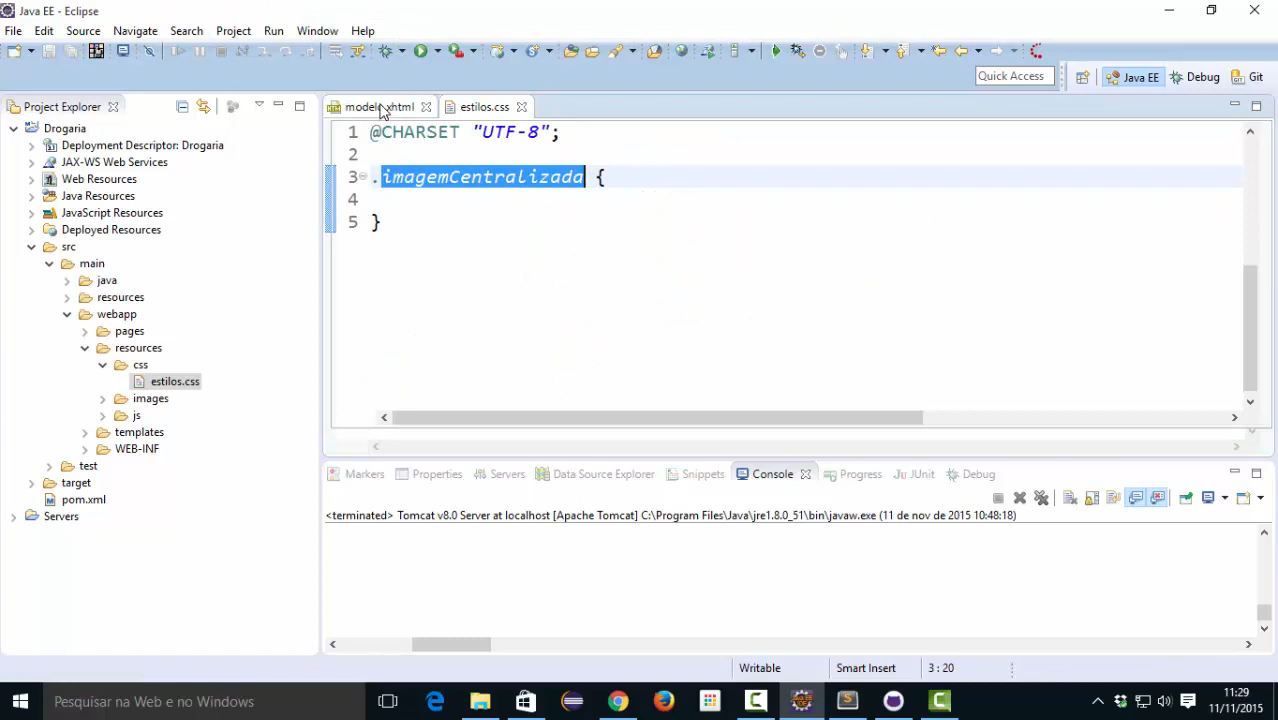 Java EE - Eclipse
File Edit Source Navigate Search Project Run Window Help
Quick Access
Java EE
Debug
Git
Project Explorer
Drogaria
Deployment Descriptor: Drogaria
JAX-WS Web Services
Web Resources
Java Resources
JavaScript Resources
Deployed Resources
src
main
java
resources
webapp
pages
resources
css
estilos.css
images
js
templates
WEB-INF
test
target
pom.xml
Servers
estilos.css
1 @CHARSET "UTF-8";
2
3 .imagemCentralizada {
4
5 }
Markers Properties Servers Data Source Explorer Snippets Console Progress JUnit Debug
<terminated> Tomcat v8.0 Server at localhost [Apache Tomcat] C:\Program Files\Java\jre1.8.0_51\bin\javaw.exe (11 de nov de 2015 10:48:18)
Writable Smart Insert 3 : 20
Pesquisar na Web e no Windows
11:29
11/11/2015